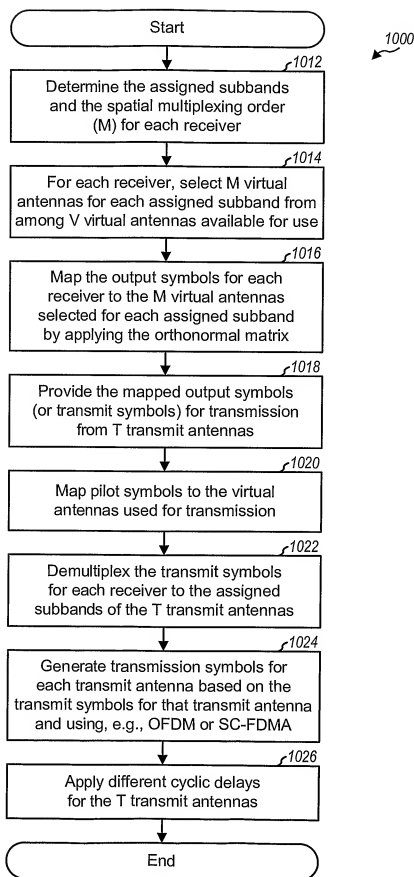 Start
1000
1012
Determine the assigned subbands
and the spatial multiplexing order
(M) for each receiver
1014
For each receiver, select M virtual
antennas for each assigned subband from
among V virtual antennas available for use
1016
Map the output symbols for each
receiver to the M virtual antennas
selected for each assigned subband
by applying the orthonormal matrix
1018
Provide the mapped output symbols
(or transmit symbols) for transmission
from T transmit antennas
1020
Map pilot symbols to the virtual
antennas used for transmission
1022
Demultiplex the transmit symbols
for each receiver to the assigned
subbands of the T transmit antennas
1024
Generate transmission symbols for
each transmit antenna based on the
transmit symbols for that transmit antenna
and using, e.g., OFDM or SC-FDMA
1026
Apply different cyclic delays
for the T transmit antennas
End